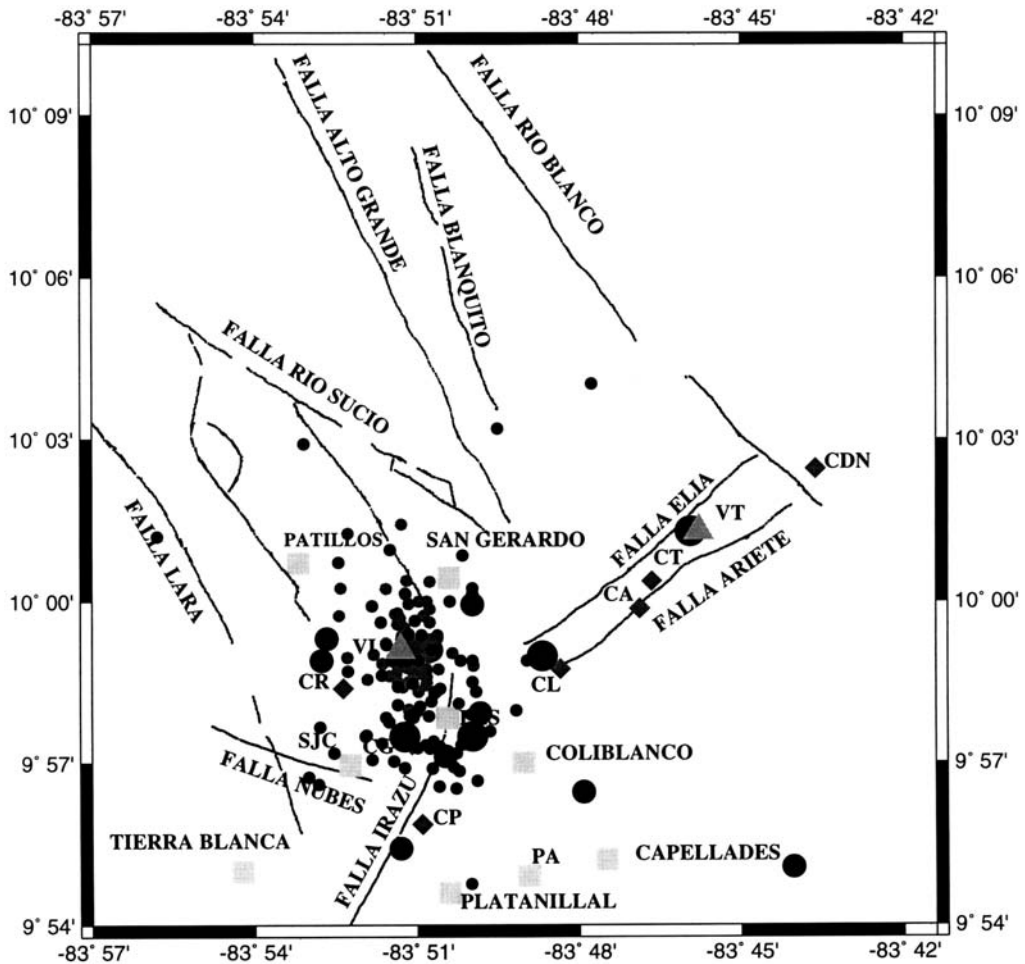 -83˚ 57' -83˚ 54' -83˚ 51' -83˚ 48' -83˚ 45' -83˚ 42'
10˚ 09' 10˚ 09'
FALLA ALTO GRANDE
FALLA RIO BLANCO
FALLA BLANQUITO
10˚ 06' 10˚ 06'
FALLA RIO SUCIO
10˚ 03' 10˚ 03'
CDN
FALLA LARA
FALLA ELIA
VT
PATILLOS
SAN GERARDO
CT
FALLA ARIETE
CA
10˚ 00' 10˚ 00'
VI
CR
CL
SJC
CG
COLIBLANCO
9˚ 57' 9˚ 57'
FALLA NUBES
FALLA IRAZU
CP
TIERRA BLANCA
PA
CAPELLADES
PLATANILLAL
9˚ 54' 9˚ 54'
-83˚ 57' -83˚ 54' -83˚ 51' -83˚ 48' -83˚ 45' -83˚ 42'